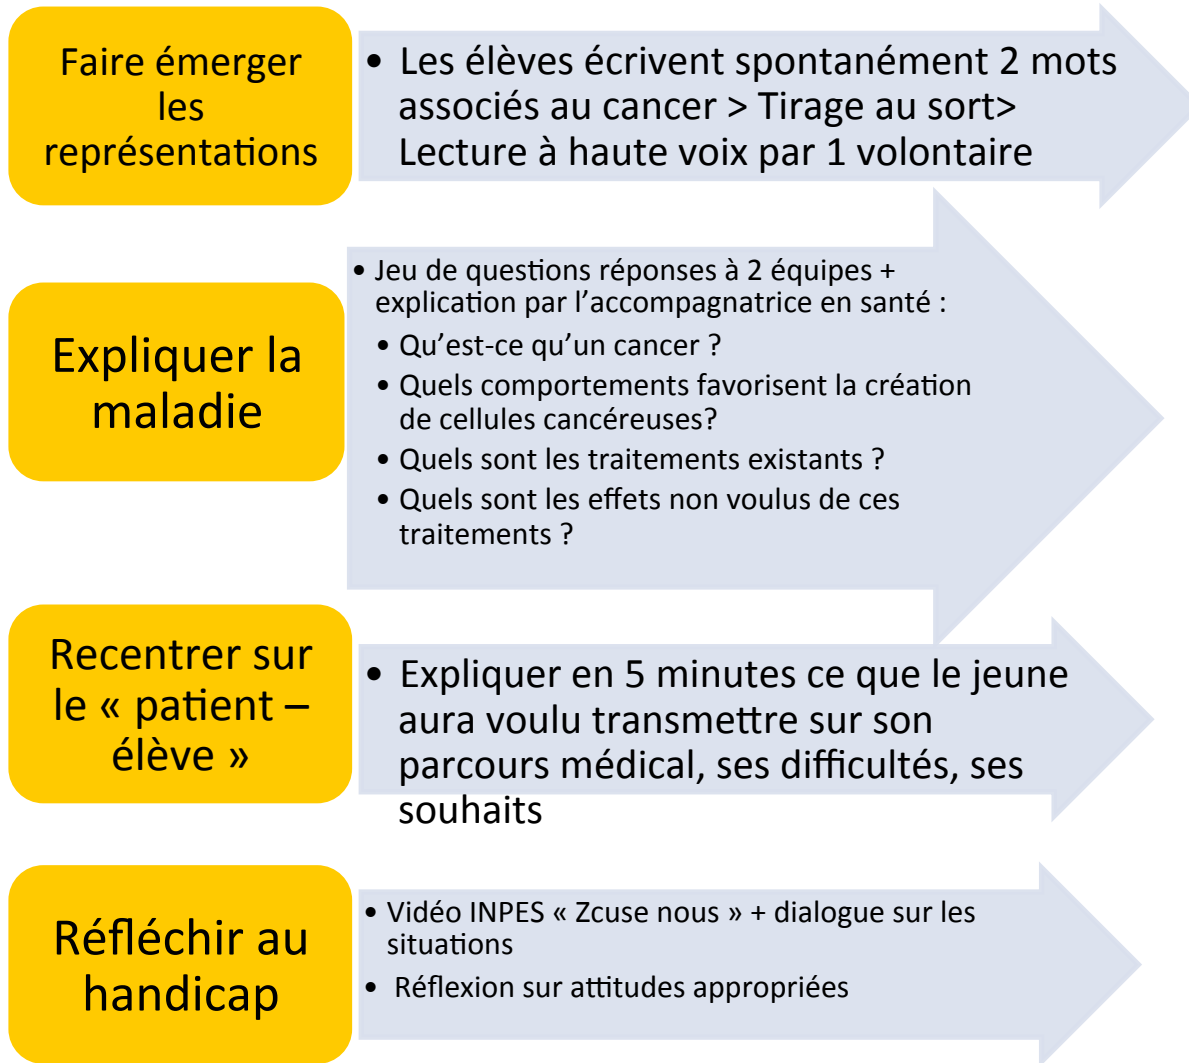 Faire émerger
les
représentations
• Les élèves écrivent spontanément 2 mots
associés au cancer > Tirage au sort>
Lecture à haute voix par 1 volontaire
Expliquer la
maladie
• Jeu de questions réponses à 2 équipes +
explication par l’accompagnatrice en santé :
• Qu’est-ce qu’un cancer ?
• Quels comportements favorisent la création
de cellules cancéreuses?
• Quels sont les traitements existants ?
• Quels sont les effets non voulus de ces
traitements ?
Recentrer sur
le « patient –
élève »
• Expliquer en 5 minutes ce que le jeune
aura voulu transmettre sur son
parcours médical, ses difficultés, ses
souhaits
Réfléchir au
handicap
• Vidéo INPES « Zcuse nous » + dialogue sur les
situations
• Réflexion sur attitudes appropriées